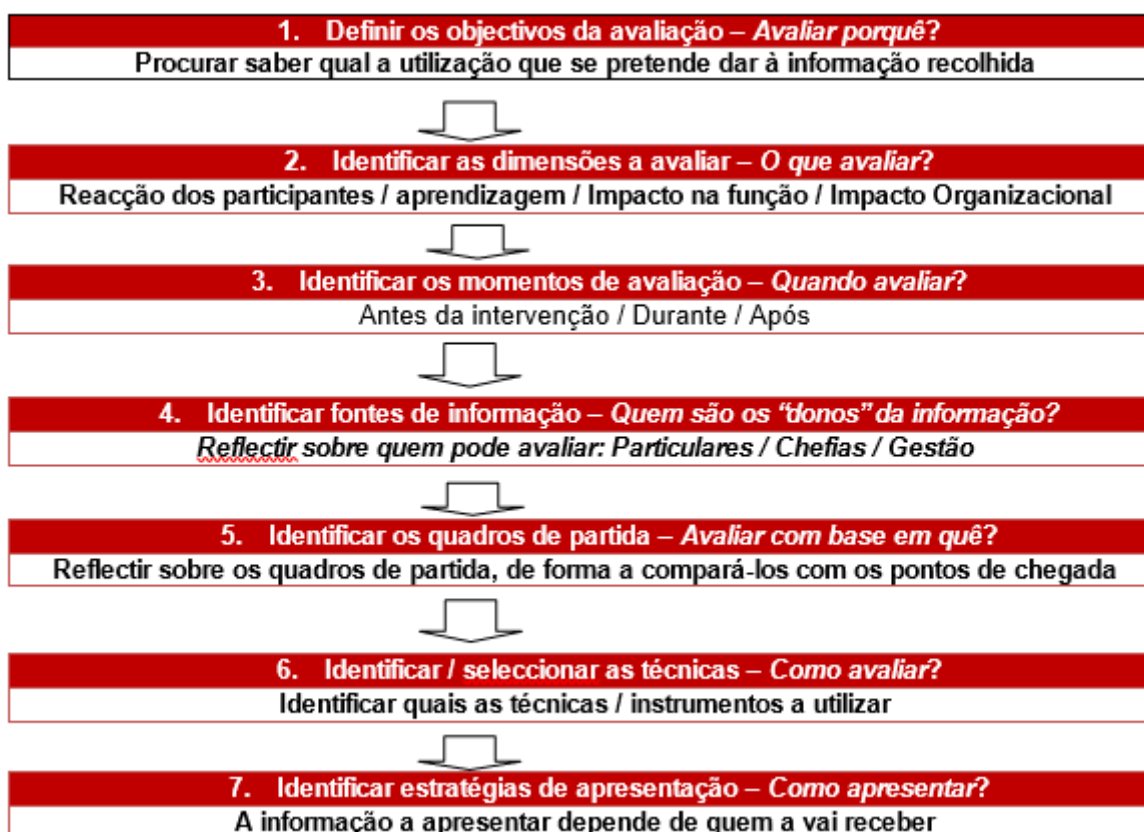 1. Definir os objectivos da avaliação – Avaliar porquê?
Procurar saber qual a utilização que se pretende dar à informação recolhida
2. Identificar as dimensões a avaliar – O que avaliar?
Reacção dos participantes / aprendizagem / Impacto na função / Impacto Organizacional
3. Identificar os momentos de avaliação – Quando avaliar?
Antes da intervenção / Durante / Após
4. Identificar fontes de informação – Quem são os "donos" da informação?
Reflectir sobre quem pode avaliar: Particulares / Chefias / Gestão
5. Identificar os quadros de partida – Avaliar com base em quê?
Reflectir sobre os quadros de partida, de forma a compará-los com os pontos de chegada
6. Identificar / seleccionar as técnicas – Como avaliar?
Identificar quais as técnicas / instrumentos a utilizar
7. Identificar estratégias de apresentação – Como apresentar?
A informação a apresentar depende de quem a vai receber